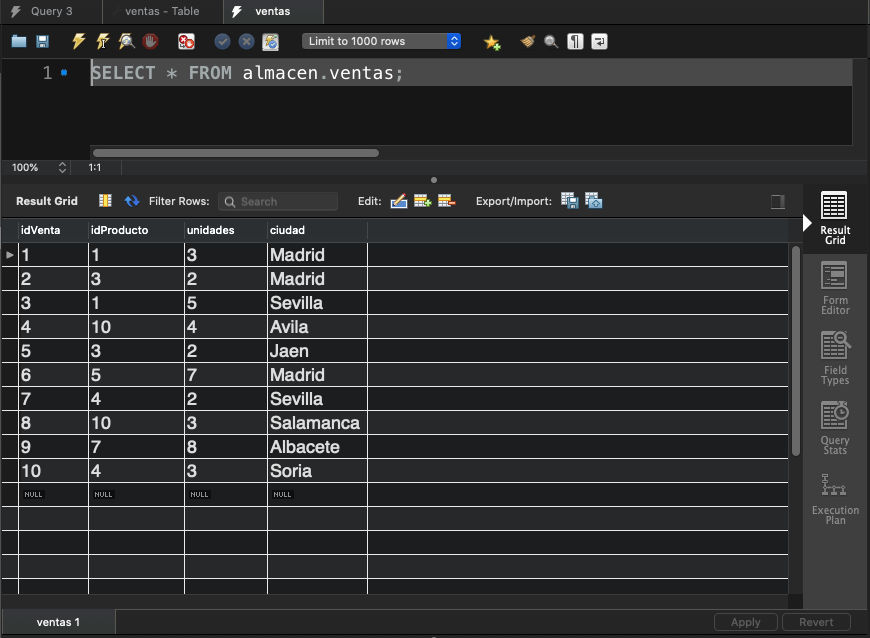 Query 3 ventas - Table ventas
Limit to 1000 rows
1 SELECT * FROM almacen.ventas;
100% 1:1
Result Grid Filter Rows: Search Edit: Export/Import:
idVenta idProducto unidades ciudad
1 1 3 Madrid
2 3 2 Madrid
3 1 5 Sevilla
4 10 4 Avila
5 3 2 Jaen
6 5 7 Madrid
7 4 2 Sevilla
8 10 3 Salamanca
9 7 8 Albacete
10 4 3 Soria
NULL NULL NULL NULL
Result
Grid
Form
Editor
Field
Types
Query
Stats
Execution
Plan
ventas 1 Apply Revert